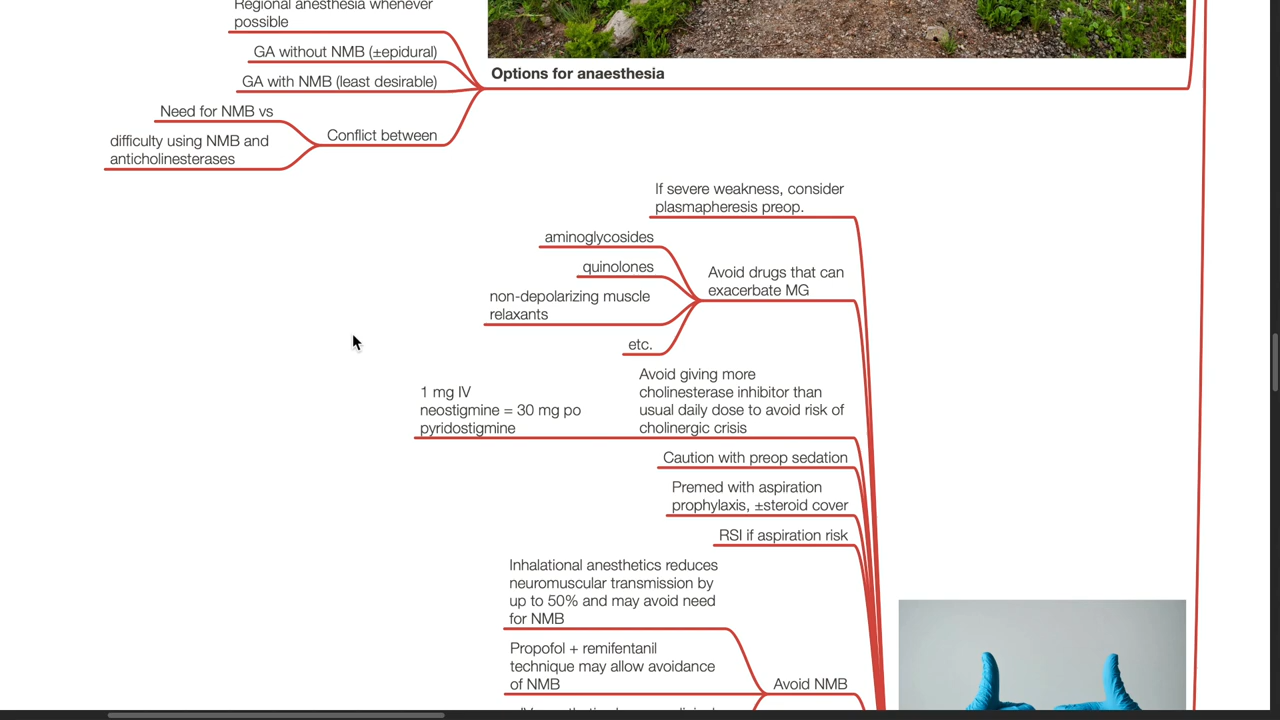 Regional anesthesia whenever
possible
GA without NMB (±epidural)
GA with NMB (least desirable)
Options for anaesthesia
Need for NMB vs
difficulty using NMB and
anticholinesterases
Conflict between
If severe weakness, consider
plasmapheresis preop.
aminoglycosides
quinolones
non-depolarizing muscle
relaxants
etc.
Avoid drugs that can
exacerbate MG
1 mg IV
neostigmine = 30 mg po
pyridostigmine
Avoid giving more
cholinesterase inhibitor than
usual daily dose to avoid risk of
cholinergic crisis
Caution with preop sedation
Premed with aspiration
prophylaxis, ±steroid cover
RSI if aspiration risk
Inhalational anesthetics reduces
neuromuscular transmission by
up to 50% and may avoid need
for NMB
Propofol + remifentanil
technique may allow avoidance
of NMB
Avoid NMB